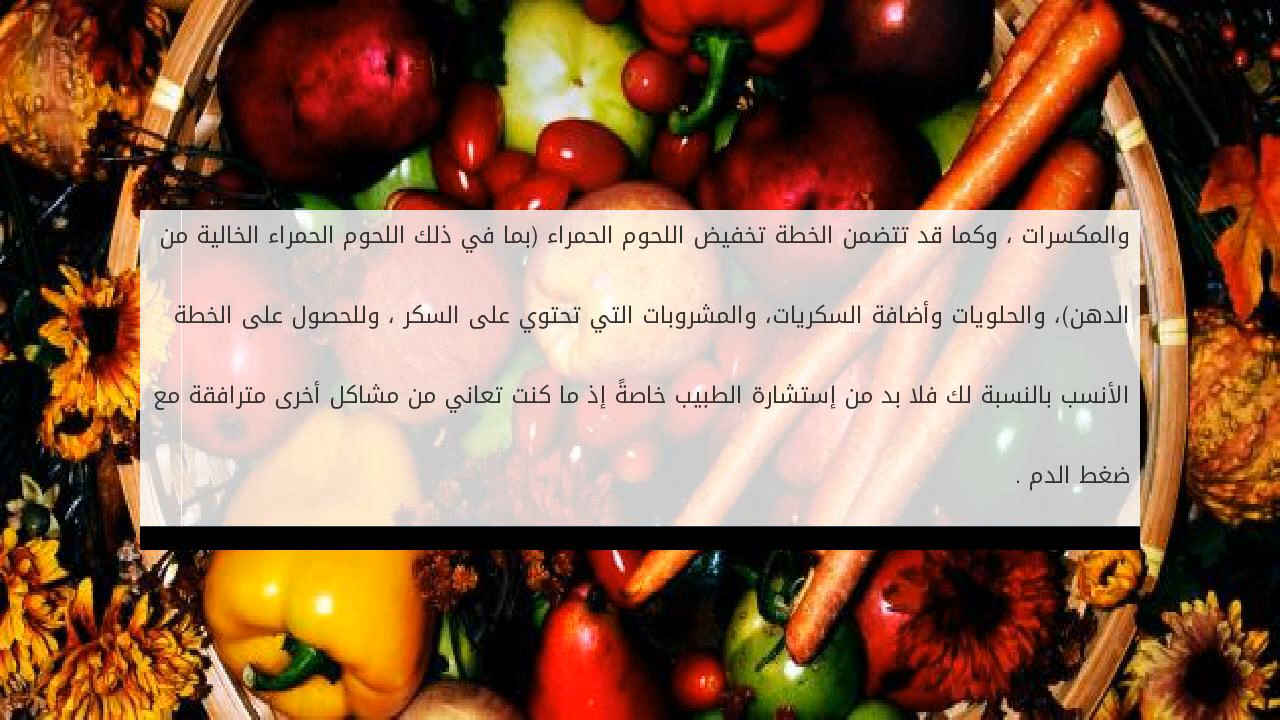 والمكسرات ، وكما قد تتضمن الخطة تخفيض اللحوم الحمراء (بما في ذلك اللحوم الحمراء الخالية من
الدهن)، والحلويات وأضافة السكريات، والمشروبات التي تحتوي على السكر ، وللحصول على الخطة
الأنسب بالنسبة لك فلا بد من إستشارة الطبيب خاصةً إذ ما كنت تعاني من مشاكل أخرى مترافقة مع
ضغط الدم .